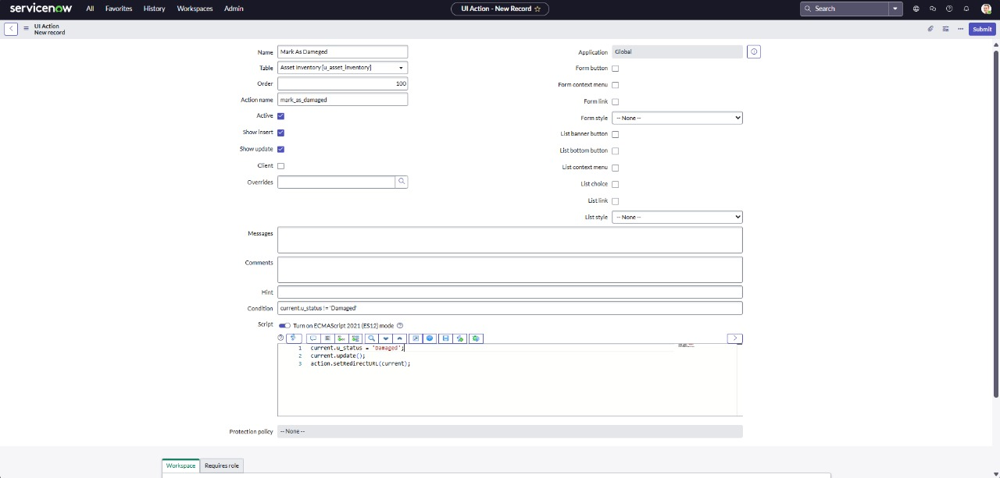 servicenow All Favorites History Workspaces Admin UI Action - New Record Search
UI Action
New record
Submit
Name Mark As Dameged
Table Asset Inventory [u_asset_inventory]
Order 100
Action name mark_as_damaged
Active
Show insert
Show update
Client
Overrides
Application Global
Form button
Form context menu
Form link
Form style -- None --
List banner button
List bottom button
List context menu
List choice
List link
List style -- None --
Messages
Comments
Hint
Condition current.u_status != 'Damaged'
Script Turn on ECMAScript 2021 (ES12) mode
1 current.u_status = 'Damaged';
2 current.update();
3 action.setRedirectURL(current);
Protection policy -- None --
Workspace Requires role